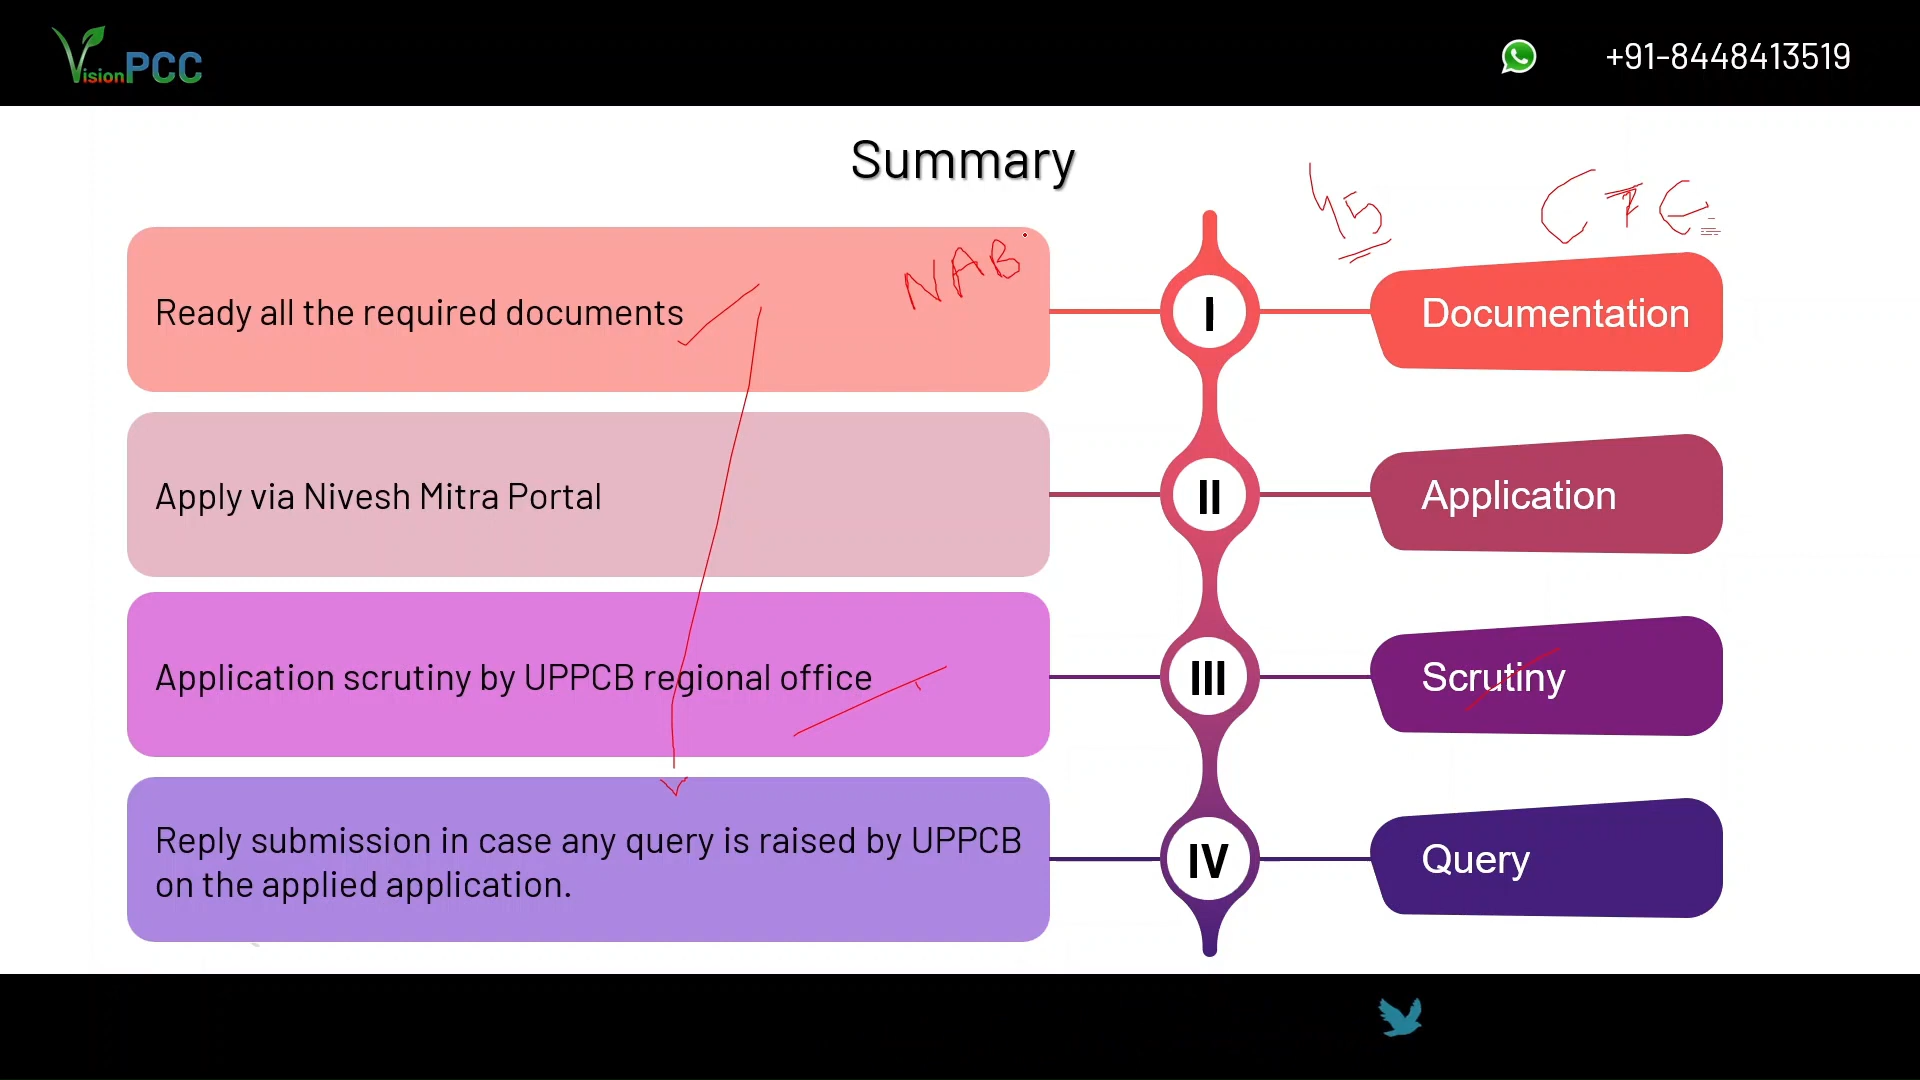 VisionPCC
+91-8448413519
Summary
45
CTE
NAB
Ready all the required documents
I
Documentation
Apply via Nivesh Mitra Portal
II
Application
Application scrutiny by UPPCB regional office
III
Scrutiny
Reply submission in case any query is raised by UPPCB
on the applied application.
IV
Query